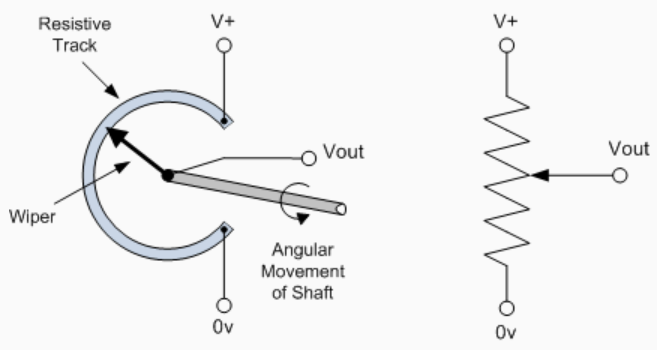 Resistive
Track
V+
Vout
Wiper
Angular
Movement
of Shaft
0v
V+
Vout
0v